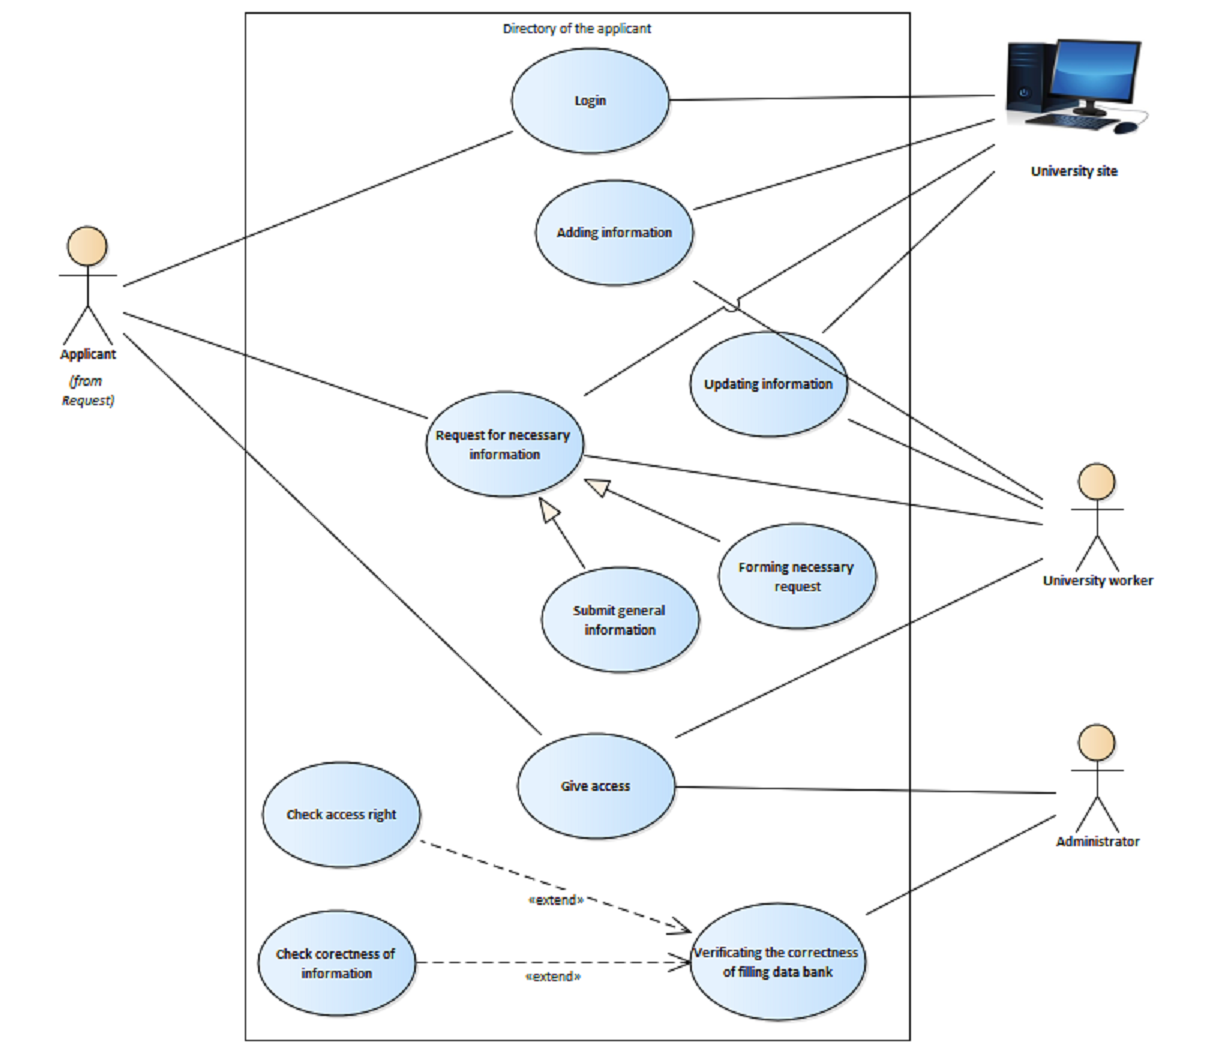 Directory of the applicant
Login
University site
Adding information
Applicant
(from
Request)
Updating information
Request for necessary
information
Forming necessary
request
University worker
Submit general
information
Give access
Check access right
Administrator
«extend»
Check corectness of
information
«extend»
Verificating the correctness
of filling data bank